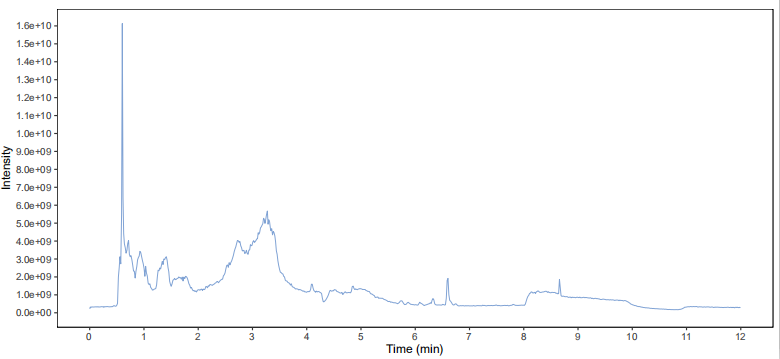 1.6e+10
1.5e+10
1.4e+10
1.3e+10
1.2e+10
1.1e+10
1.0e+10
9.0e+09
8.0e+09
7.0e+09
6.0e+09
5.0e+09
4.0e+09
3.0e+09
2.0e+09
1.0e+09
0.0e+00
Intensity
0 1 2 3 4 5 6 7 8 9 10 11 12
Time (min)